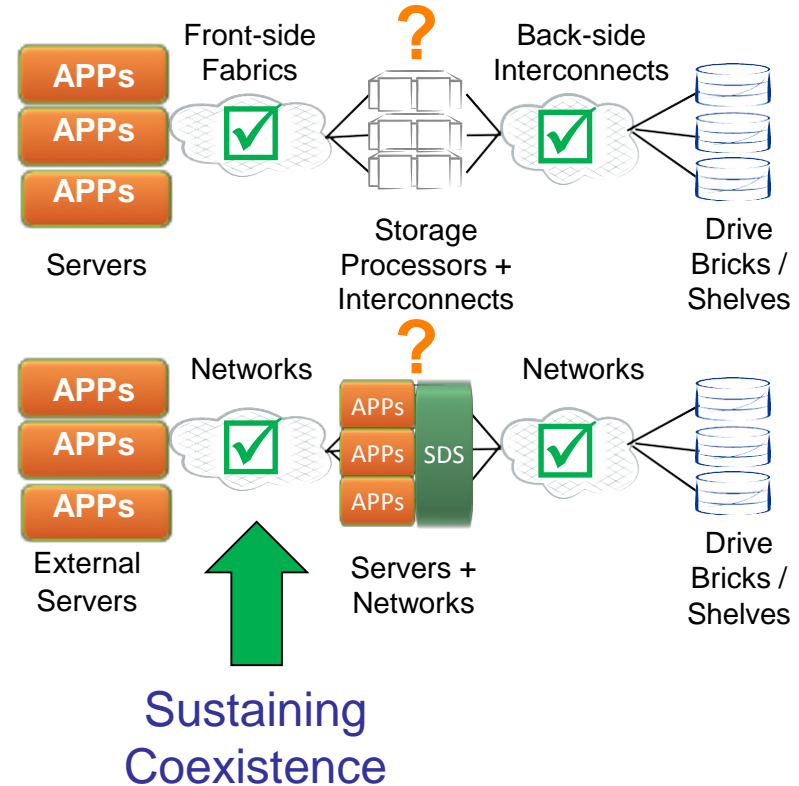 ?
Front-side
Fabrics
Back-side
Interconnects
APPs
APPs
APPs
Servers
Storage
Processors +
Interconnects
Drive
Bricks /
Shelves
?
Networks
Networks
APPs
APPs
APPs
APPs
APPs
APPs
SDS
External
Servers
Servers +
Networks
Drive
Bricks /
Shelves
Sustaining
Coexistence